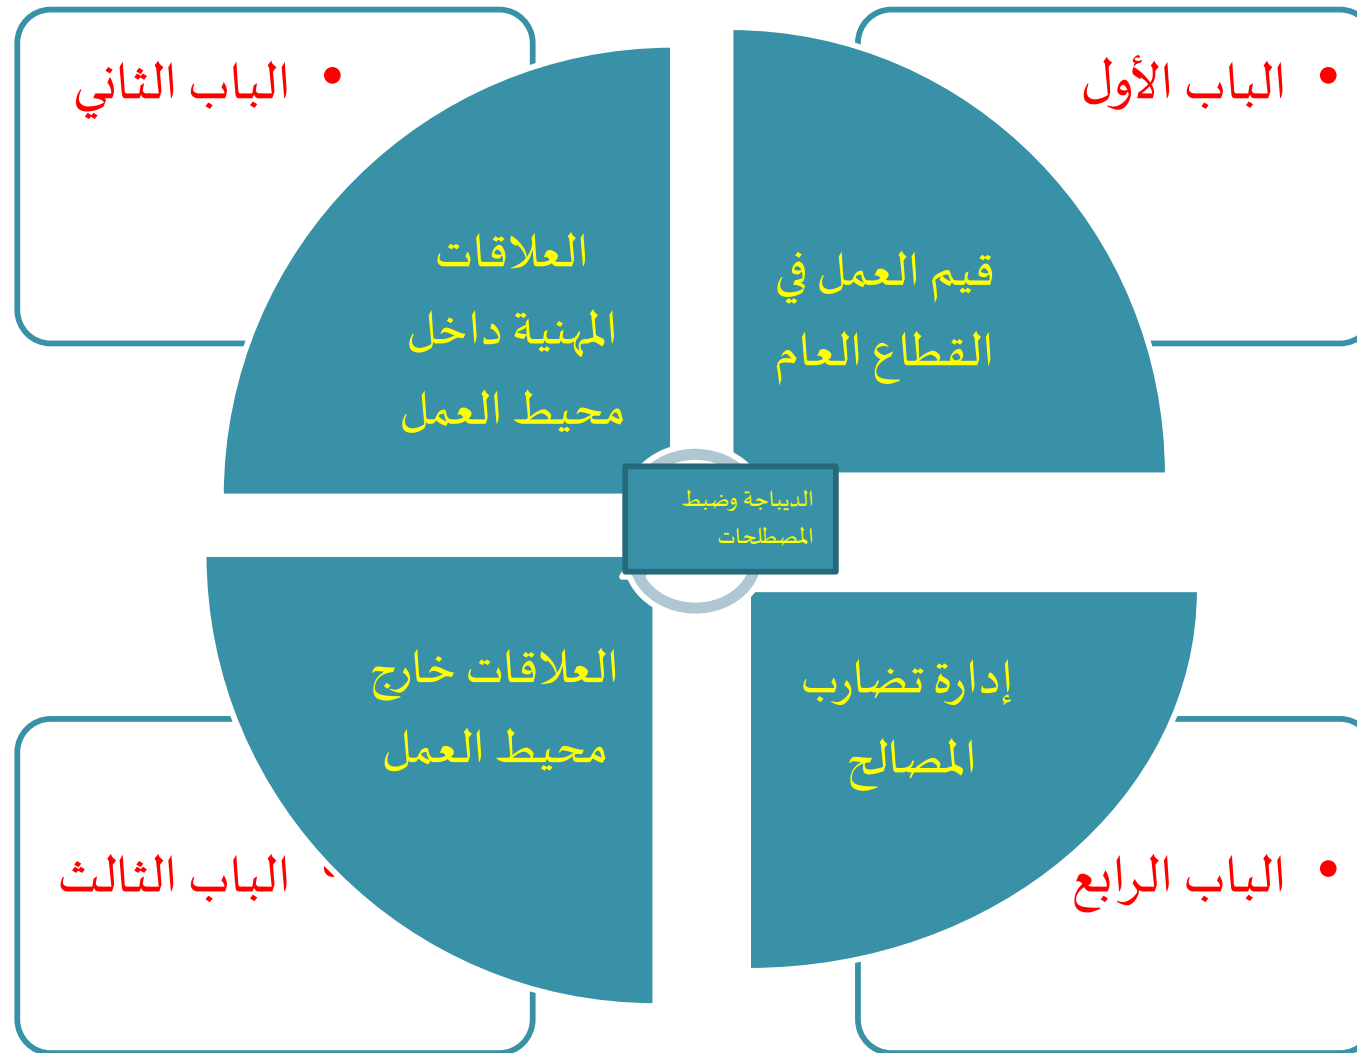 الباب الأول
قيم العمل في
القطاع العام
الباب الثاني
العلاقات
المهنية داخل
محيط العمل
الديباجة وضبط
المصطلحات
الباب الثالث
العلاقات خارج
محيط العمل
الباب الرابع
إدارة تضارب
المصالح